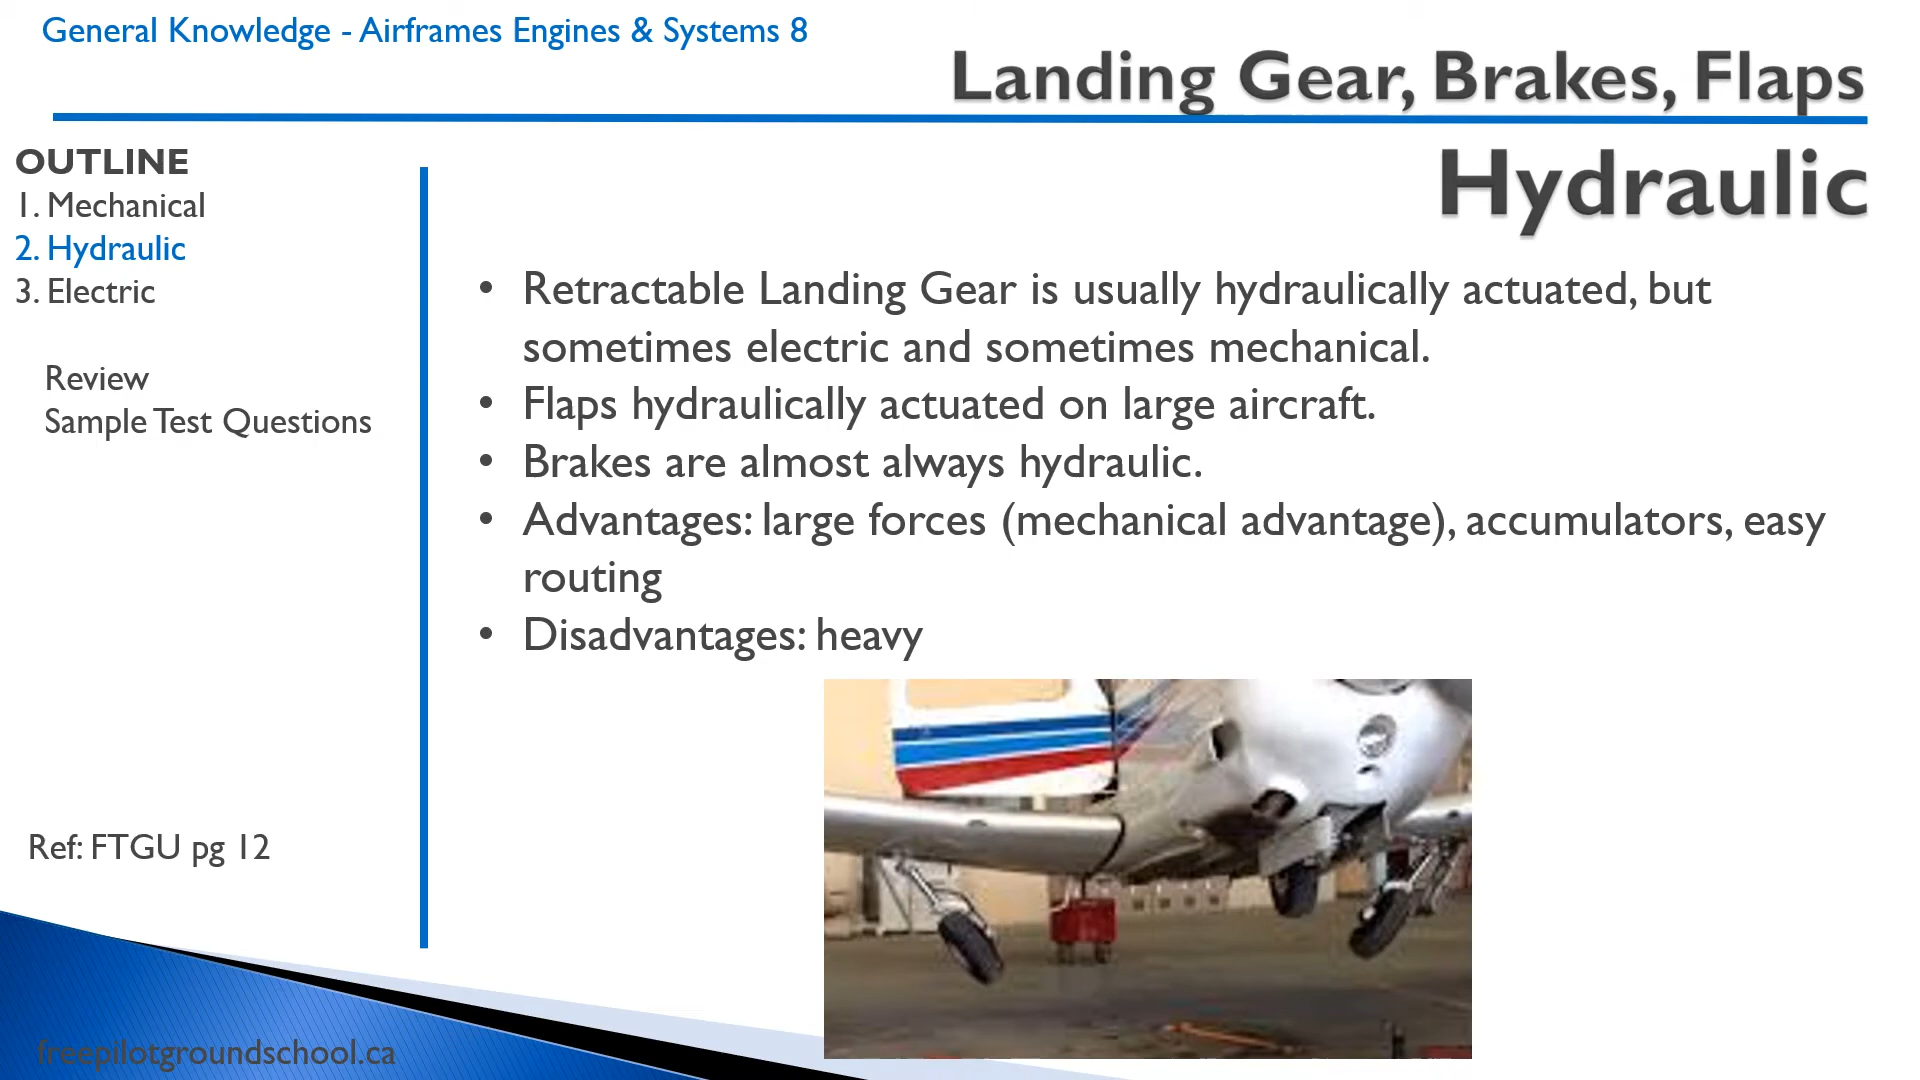 General Knowledge - Airframes Engines & Systems 8
Landing Gear, Brakes, Flaps
Hydraulic
OUTLINE
1. Mechanical
2. Hydraulic
3. Electric
Review
Sample Test Questions
Ref: FTGU pg 12
• Retractable Landing Gear is usually hydraulically actuated, but
sometimes electric and sometimes mechanical.
• Flaps hydraulically actuated on large aircraft.
• Brakes are almost always hydraulic.
• Advantages: large forces (mechanical advantage), accumulators, easy
routing
• Disadvantages: heavy
freepilotgroundschool.ca